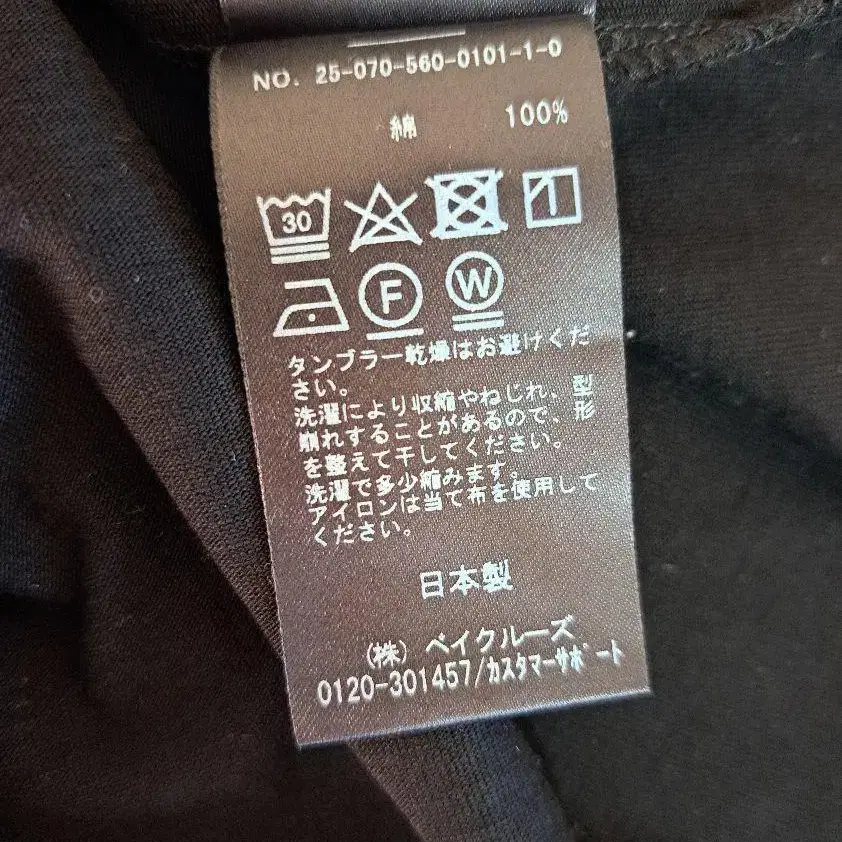 NO. 25-070-560-0101-1-0
綿 100%
30
F W
タンブラー乾燥はお避けくだ
さい。
洗濯により収縮やねじれ、型
崩れすることがあるので、形
を整えて干してください。
洗濯で多少縮みます。
アイロンは当て布を使用して
ください。
日本製
(株) ベイクルーズ
0120-301457/カスタマーサポート